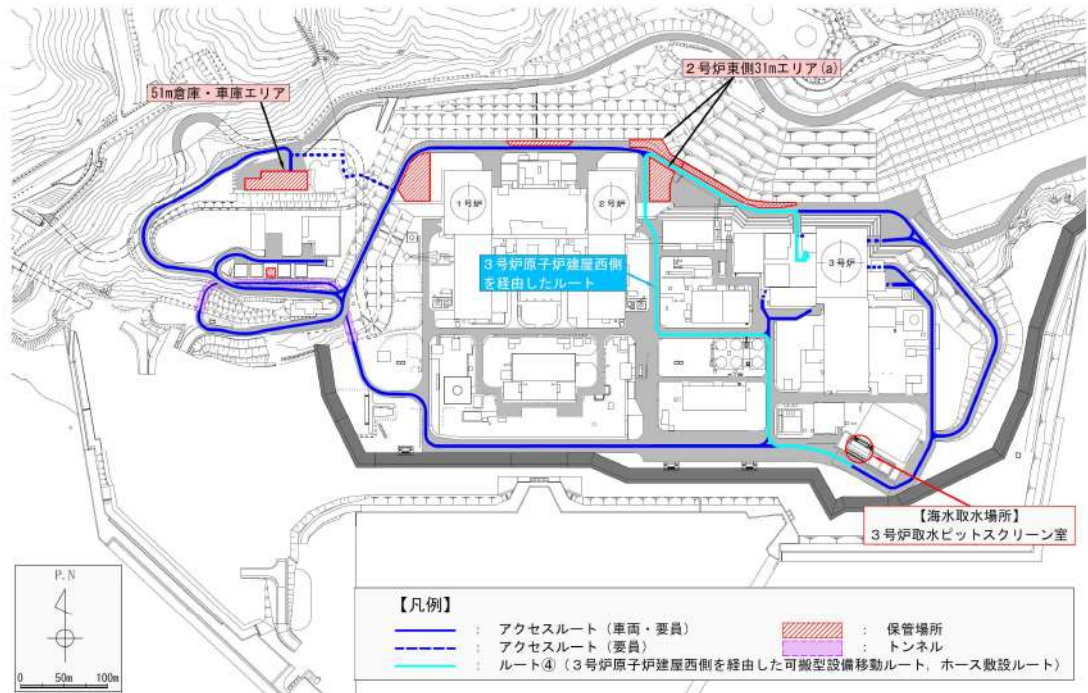 2号炉東側31mエリア(a)
51m倉庫・車庫エリア
1号炉
2号炉
3号炉
3号炉原子炉建屋西側
を経由したルート
【海水取水場所】
3号炉取水ピットスクリーン室
P.N
0 50m 100m
【凡例】
: アクセスルート(車両・要員)
: アクセスルート(要員)
: ルート④(3号炉原子炉建屋西側を経由した可搬型設備移動ルート,ホース敷設ルート)
: 保管場所
: トンネル